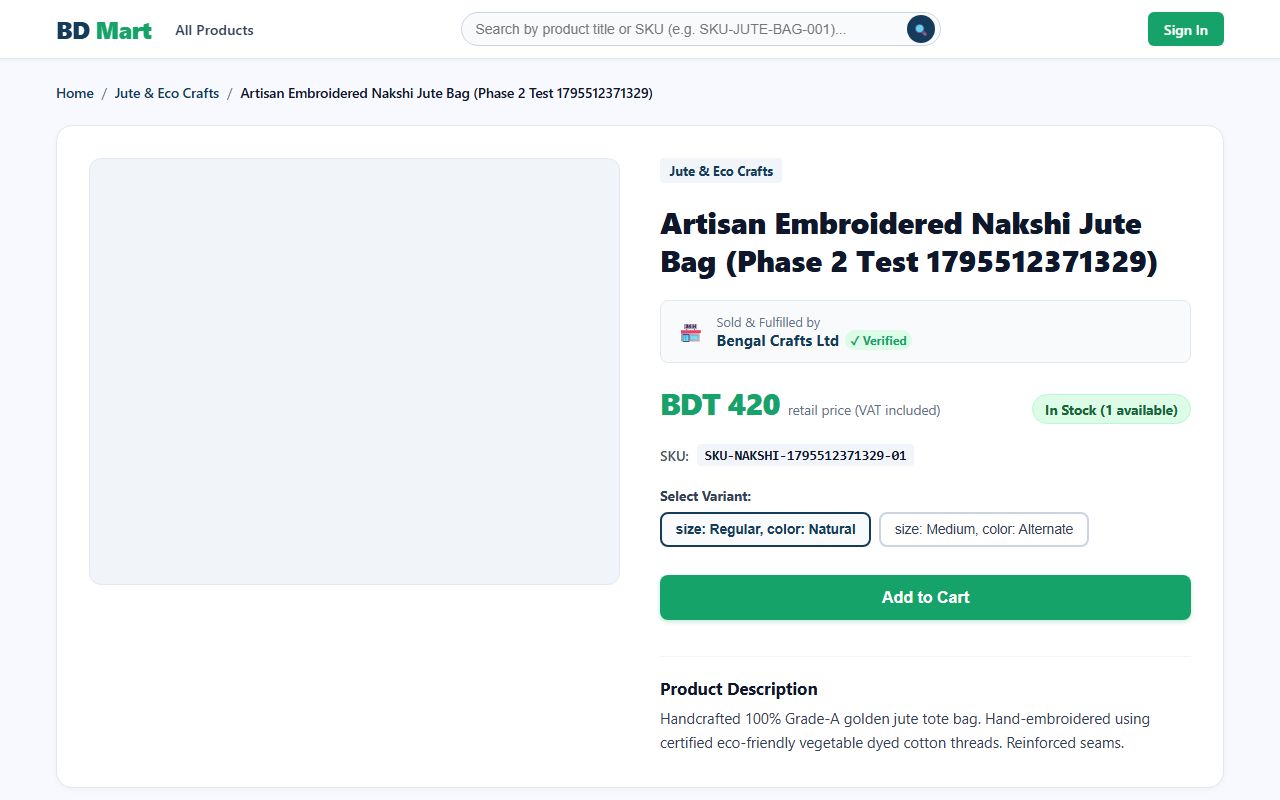 BD Mart
All Products
Search by product title or SKU (e.g. SKU-JUTE-BAG-001)...
Sign In
Home / Jute & Eco Crafts / Artisan Embroidered Nakshi Jute Bag (Phase 2 Test 1795512371329)
Jute & Eco Crafts
Artisan Embroidered Nakshi Jute
Bag (Phase 2 Test 1795512371329)
Sold & Fulfilled by
Bengal Crafts Ltd ✓ Verified
BDT 420 retail price (VAT included)
In Stock (1 available)
SKU: SKU-NAKSHI-1795512371329-01
Select Variant:
size: Regular, color: Natural
size: Medium, color: Alternate
Add to Cart
Product Description
Handcrafted 100% Grade-A golden jute tote bag. Hand-embroidered using
certified eco-friendly vegetable dyed cotton threads. Reinforced seams.